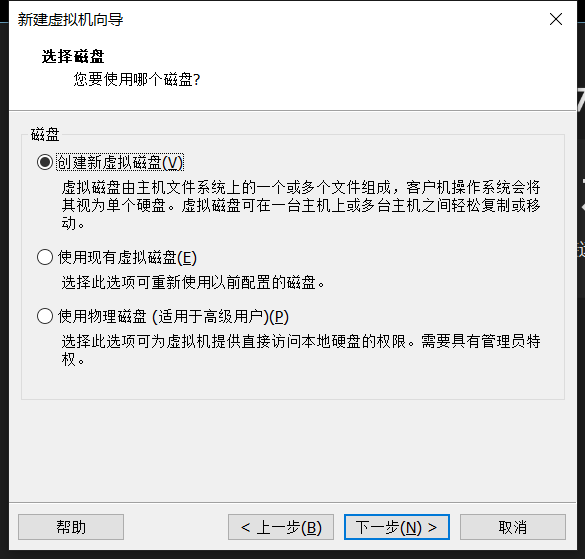 新建虚拟机向导
选择磁盘
您要使用哪个磁盘?
磁盘
创建新虚拟磁盘(V)
虚拟磁盘由主机文件系统上的一个或多个文件组成，客户机操作系统会将
其视为单个硬盘。虚拟磁盘可在一台主机上或多台主机之间轻松复制或移
动。
使用现有虚拟磁盘(E)
选择此选项可重新使用以前配置的磁盘。
使用物理磁盘 (适用于高级用户)(P)
选择此选项可为虚拟机提供直接访问本地硬盘的权限。需要具有管理员特
权。
帮助
< 上一步(B)
下一步(N) >
取消